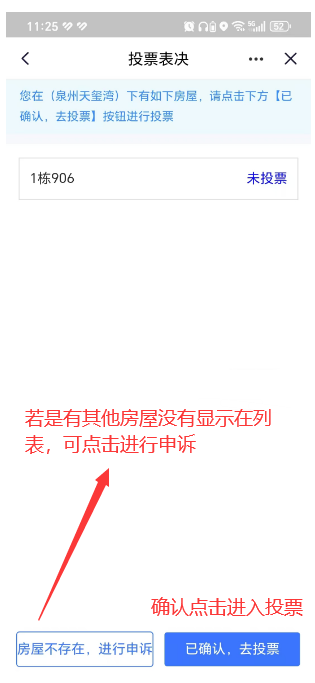 11:25
5G
52
投票表决
您在（泉州天玺湾）下有如下房屋，请点击下方【已
确认，去投票】按钮进行投票
1栋906 未投票
若是有其他房屋没有显示在列
表，可点击进行申诉
确认点击进入投票
房屋不存在，进行申诉 已确认，去投票